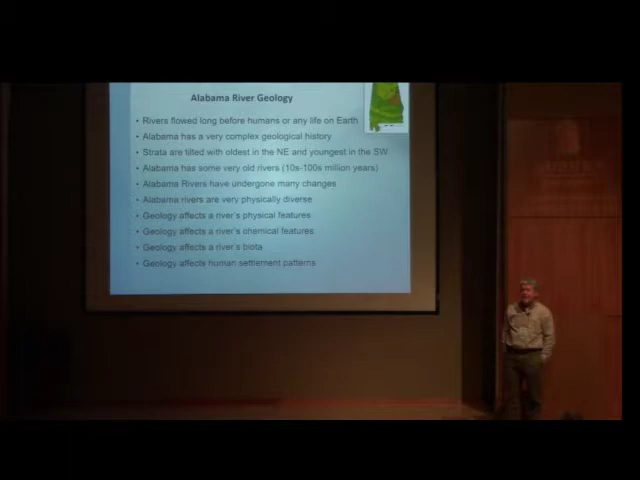 Alabama River Geology
• Rivers flowed long before humans or any life on Earth
• Alabama has a very complex geological history
• Strata are tilted with oldest in the NE and youngest in the SW
• Alabama has some very old rivers (10s-100s million years)
• Alabama Rivers have undergone many changes
• Alabama rivers are very physically diverse
• Geology affects a river's physical features
• Geology affects a river's chemical features
• Geology affects a river's biota
• Geology affects human settlement patterns